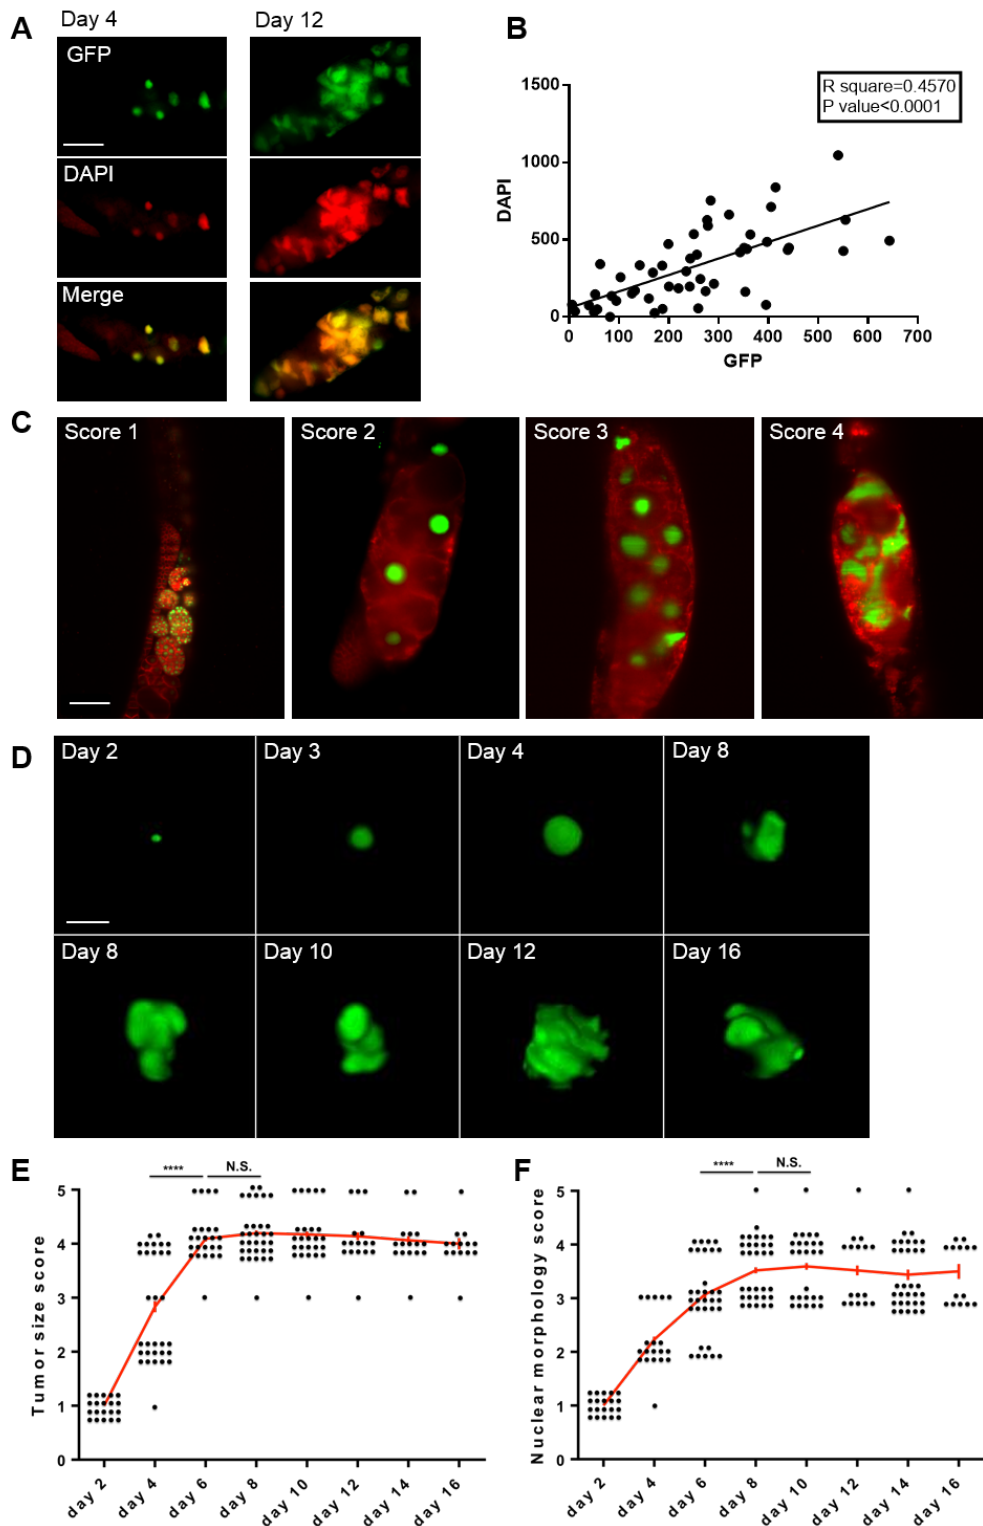 A
Day 4
Day 12
GFP
DAPI
Merge
B
R square=0.4570
P value<0.0001
DAPI
1500
1000
500
0
0 100 200 300 400 500 600 700
GFP
C
Score 1
Score 2
Score 3
Score 4
D
Day 2
Day 3
Day 4
Day 8
Day 8
Day 10
Day 12
Day 16
E
****
N.S.
Tumor size score
5
4
3
2
1
0
day 2
day 4
day 6
day 8
day 10
day 12
day 14
day 16
F
****
N.S.
Nuclear morphology score
5
4
3
2
1
0
day 2
day 4
day 6
day 8
day 10
day 12
day 14
day 16